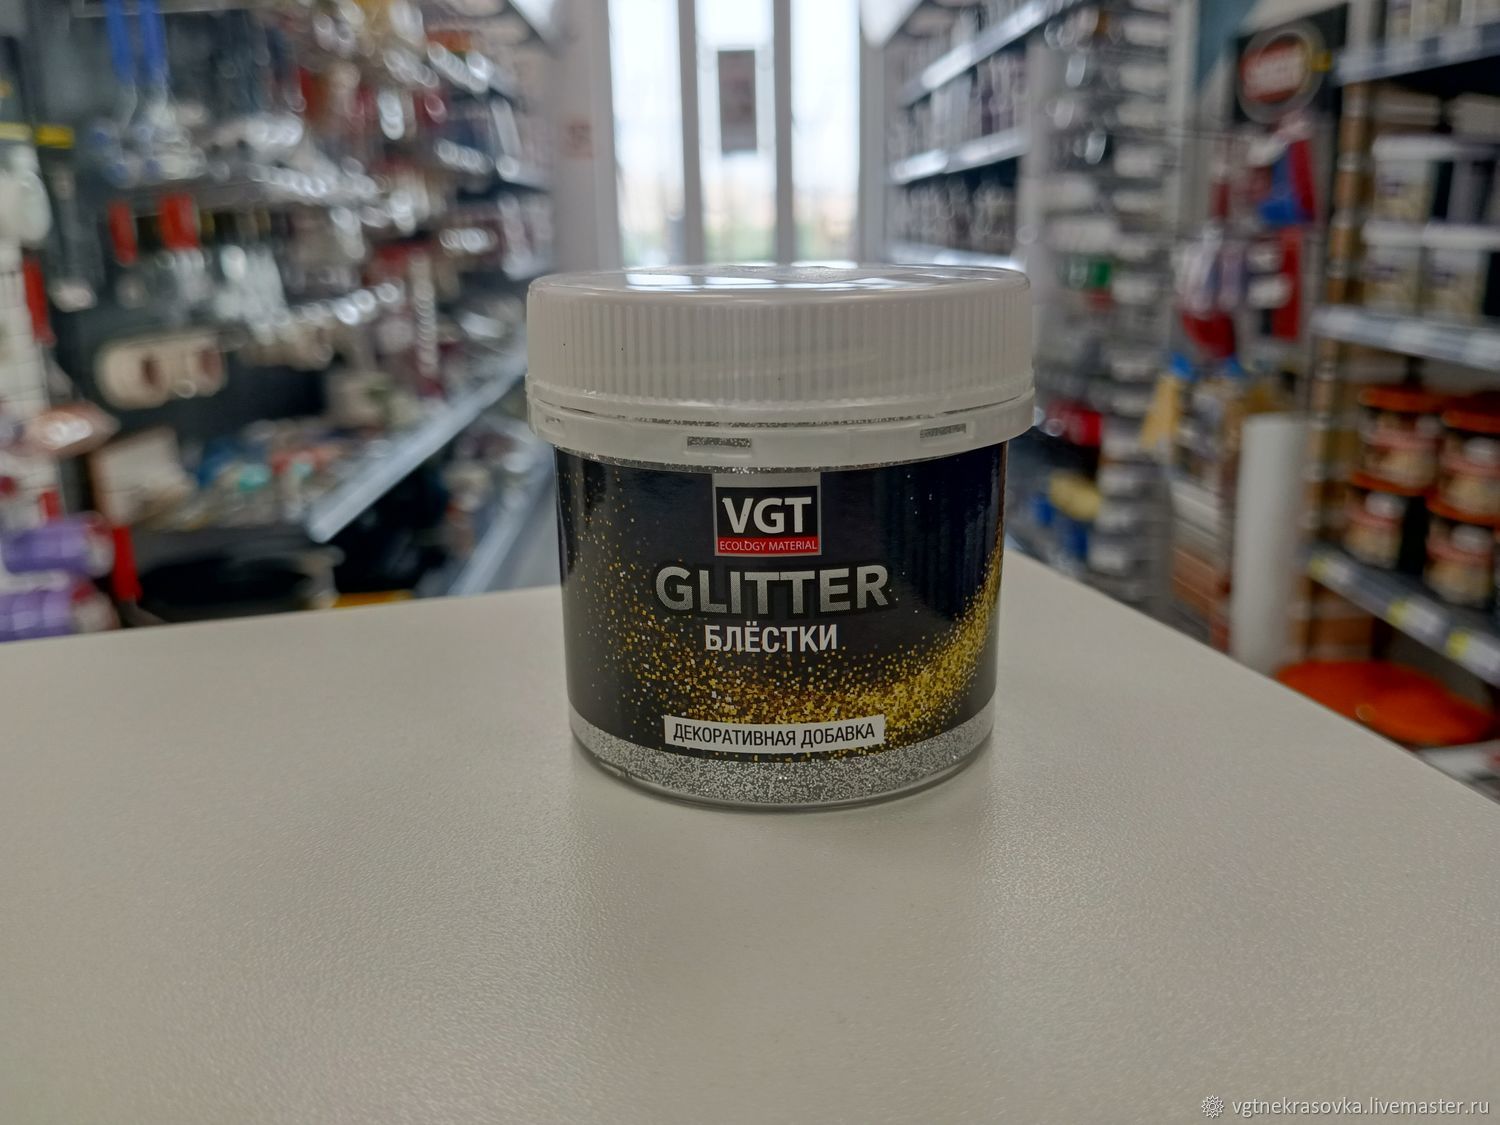 VGT
ECOLOGY MATERIAL
GLITTER
БЛЁСТКИ
ДЕКОРАТИВНАЯ ДОБАВКА
vgtnekrasovka.livemaster.ru